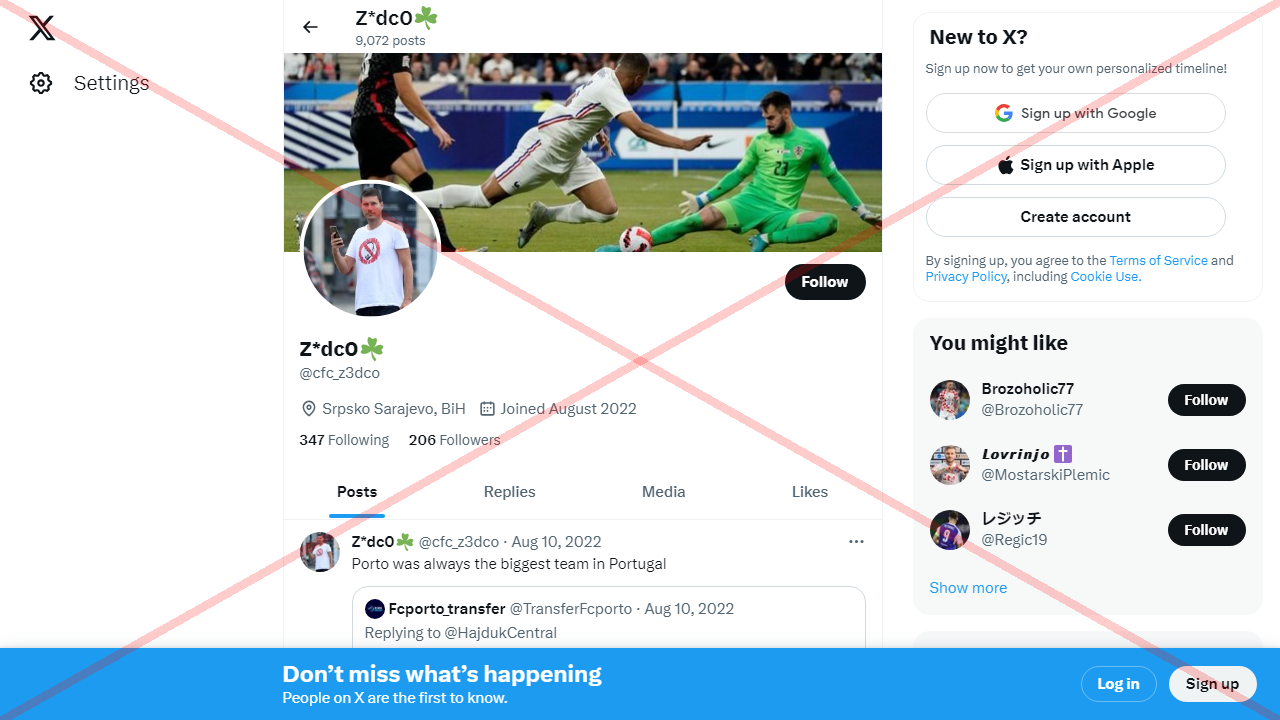 Settings
Z*dc0☘️
9,072 posts
23
Follow
Z*dc0☘️
@cfc_z3dco
Srpsko Sarajevo, BiH Joined August 2022
347 Following 206 Followers
Posts Replies Media Likes
Z*dc0☘️ @cfc_z3dco · Aug 10, 2022
Porto was always the biggest team in Portugal
Fcporto_transfer @TransferFcporto · Aug 10, 2022
Replying to @HajdukCentral
New to X?
Sign up now to get your own personalized timeline!
Sign up with Google
Sign up with Apple
Create account
By signing up, you agree to the Terms of Service and
Privacy Policy, including Cookie Use.
You might like
Brozoholic77
@Brozoholic77
Follow
𝙇𝙤𝙫𝙧𝙞𝙣𝙟𝙤 ✝️
@MostarskiPlemic
Follow
レジッチ
@Regic19
Follow
Show more
Don’t miss what’s happening
People on X are the first to know.
Log in
Sign up